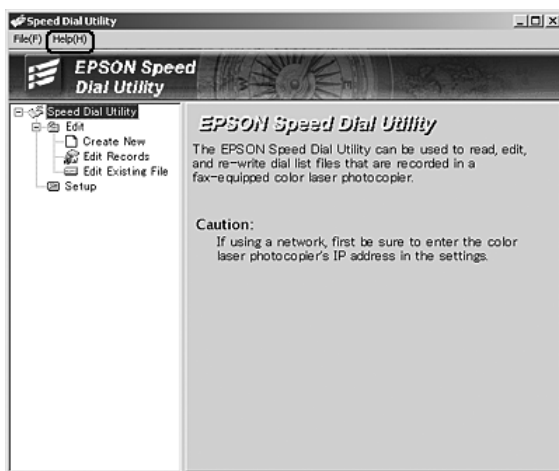 Speed Dial Utility
File(F) Help(H)
EPSON Speed
Dial Utility
Speed Dial Utility
Edit
Create New
Edit Records
Edit Existing File
Setup
EPSON Speed Dial Utility
The EPSON Speed Dial Utility can be used to read, edit,
and re-write dial list files that are recorded in a
fax-equipped color laser photocopier.
Caution:
If using a network, first be sure to enter the color
laser photocopier's IP address in the settings.